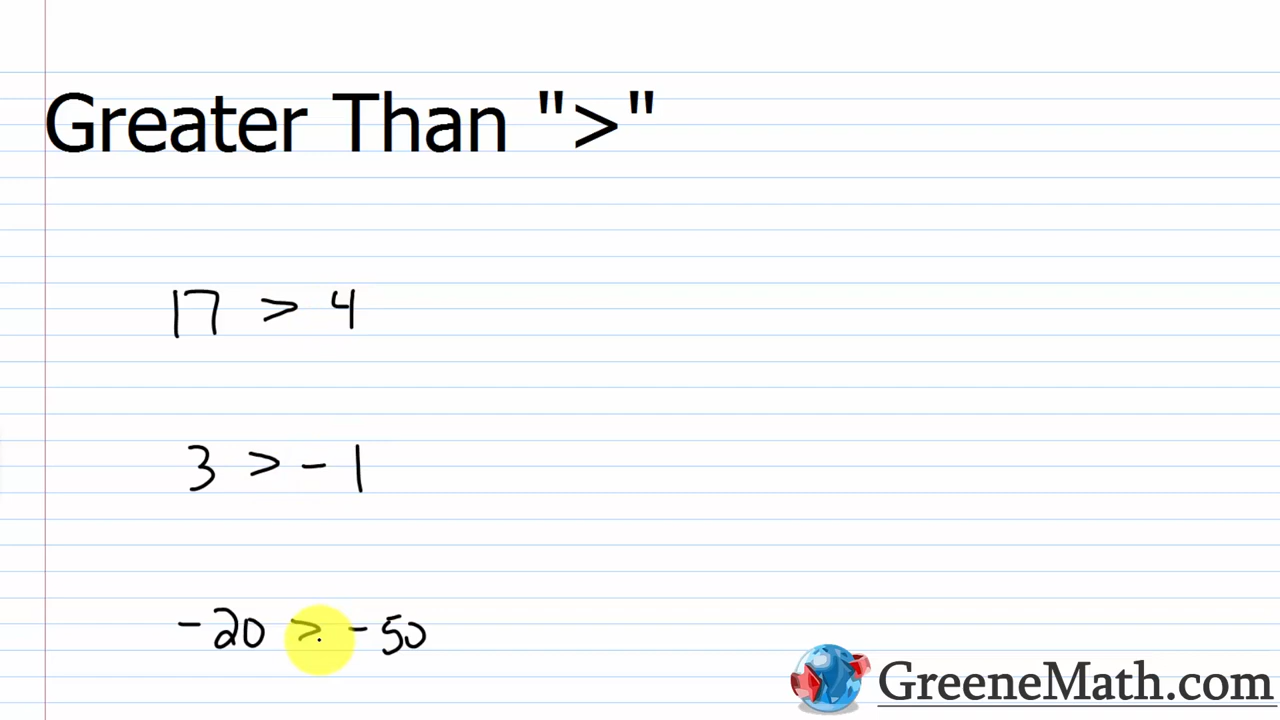 Greater Than ">"
17 > 4
3 > - 1
- 20 > - 50
GreeneMath.com